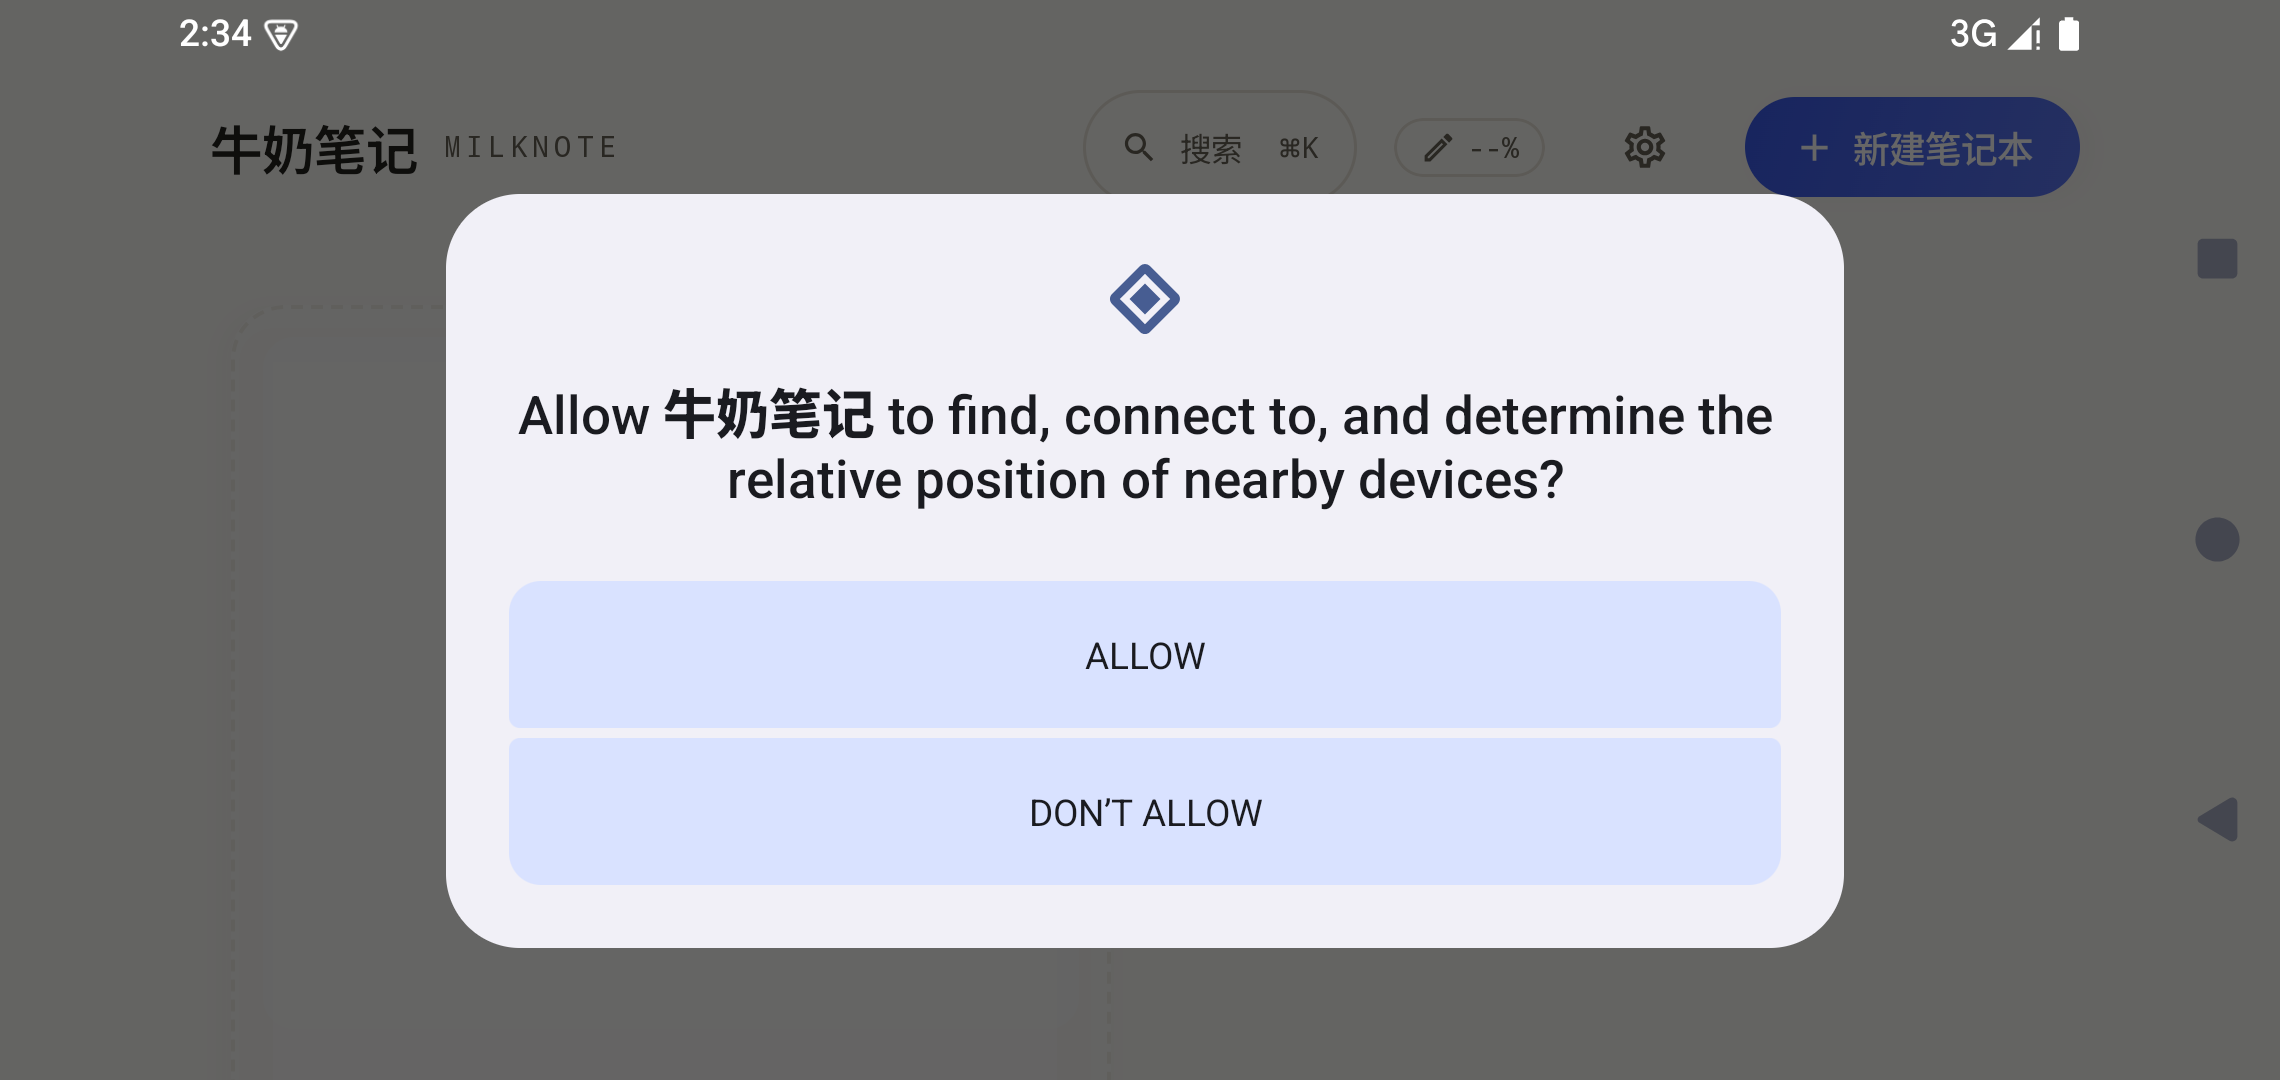 2:34
3G
牛奶笔记 MILKNOTE
搜索 ⌘K
--%
新建笔记本
Allow 牛奶笔记 to find, connect to, and determine the
relative position of nearby devices?
ALLOW
DON’T ALLOW